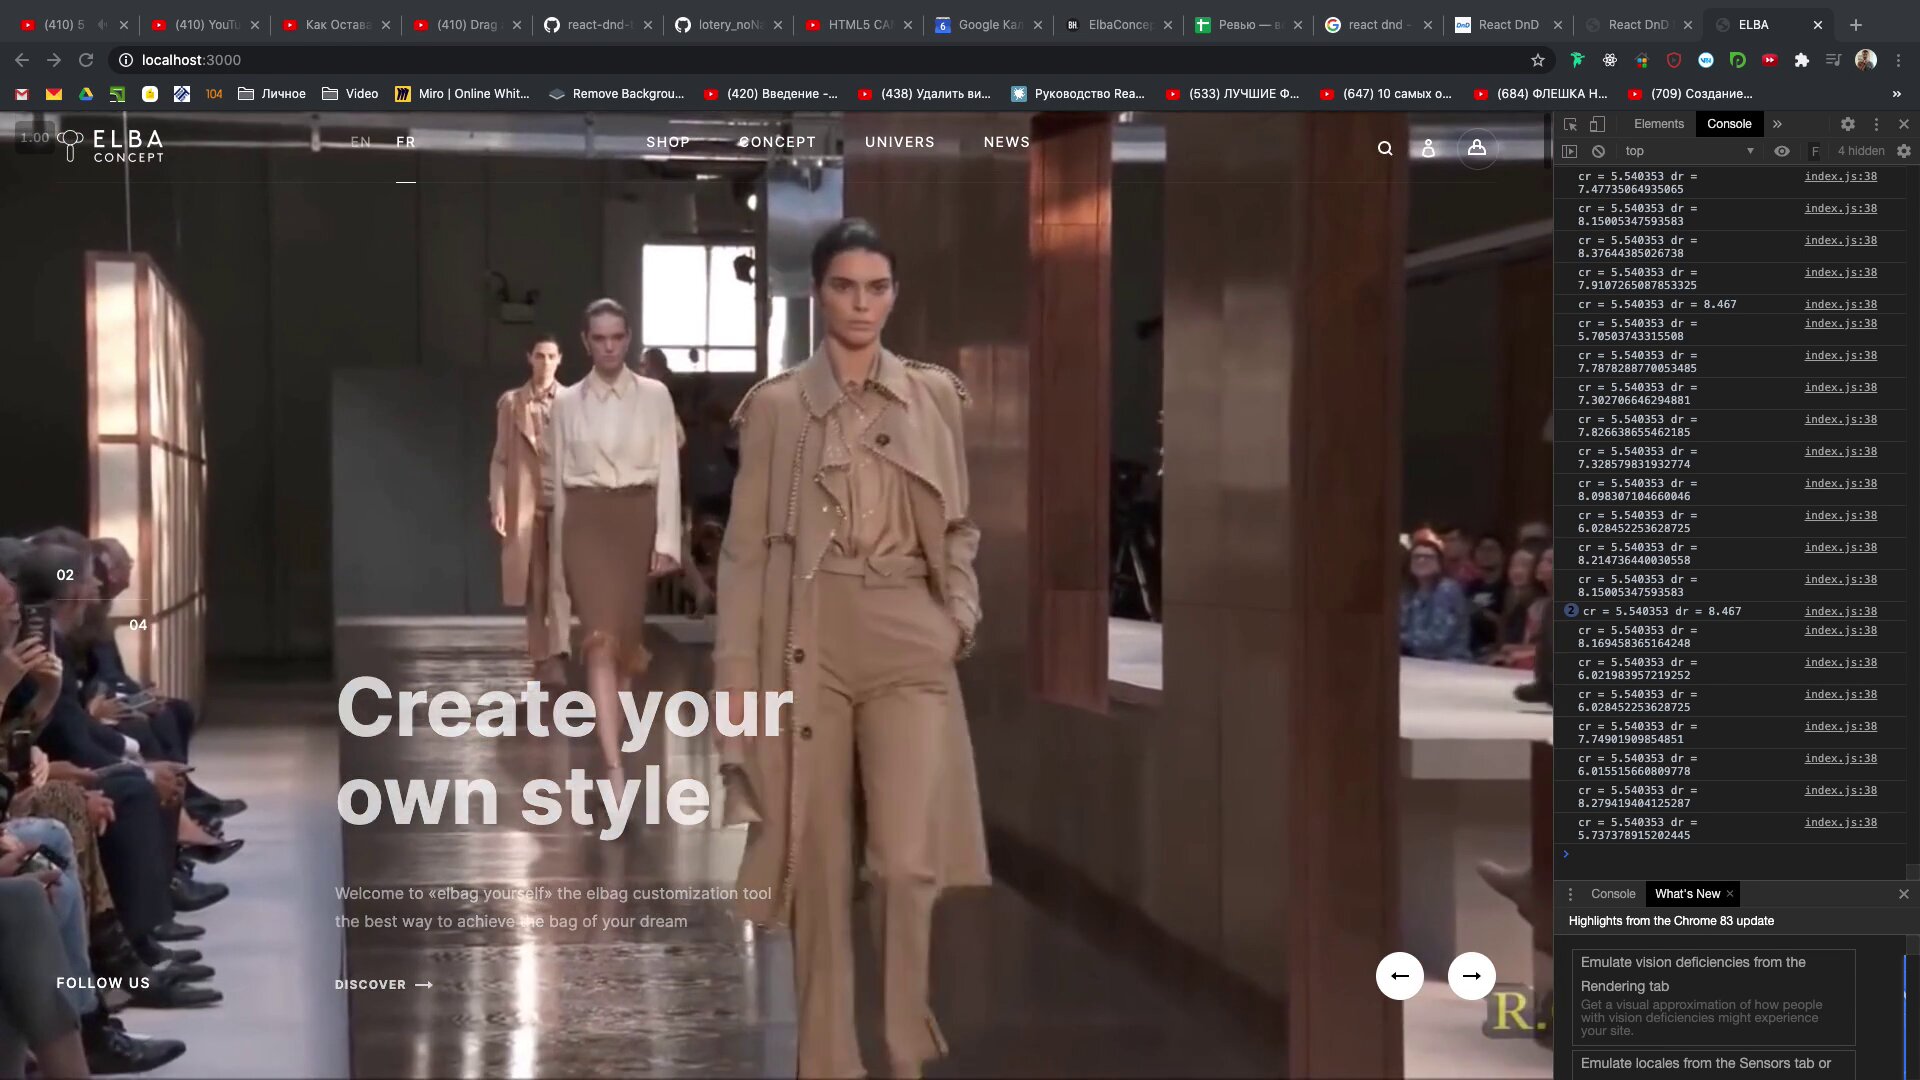 (410) 5
(410) YouTu
Как Остава
(410) Drag
react-dnd-
lotery_noNa
HTML5 CAN
Google Кал
ElbaConcep
Ревью — в
react dnd -
React DnD
React DnD
ELBA
localhost:3000
104
Личное
Video
Miro | Online Whit...
Remove Backgrou...
(420) Введение -...
(438) Удалить ви...
Руководство Rea...
(533) ЛУЧШИЕ Ф...
(647) 10 самых о...
(684) ФЛЕШКА Н...
(709) Создание...
»
1.00
ELBA
CONCEPT
EN
FR
SHOP
CONCEPT
UNIVERS
NEWS
02
04
Create your
own style
Welcome to «elbag yourself» the elbag customization tool
the best way to achieve the bag of your dream
DISCOVER
FOLLOW US
R.
Elements
Console
»
top
F
4 hidden
cr = 5.540353 dr =
7.47735064935065
index.js:38
cr = 5.540353 dr =
8.15005347593583
index.js:38
cr = 5.540353 dr =
8.37644385026738
index.js:38
cr = 5.540353 dr =
7.9107265087853325
index.js:38
cr = 5.540353 dr = 8.467
index.js:38
cr = 5.540353 dr =
5.70503743315508
index.js:38
cr = 5.540353 dr =
7.7878288770053485
index.js:38
cr = 5.540353 dr =
7.302706646294881
index.js:38
cr = 5.540353 dr =
7.826638655462185
index.js:38
cr = 5.540353 dr =
7.328579831932774
index.js:38
cr = 5.540353 dr =
8.098307104660046
index.js:38
cr = 5.540353 dr =
6.028452253628725
index.js:38
cr = 5.540353 dr =
8.214736440030558
index.js:38
cr = 5.540353 dr =
8.15005347593583
index.js:38
2 cr = 5.540353 dr = 8.467
index.js:38
cr = 5.540353 dr =
8.169458365164248
index.js:38
cr = 5.540353 dr =
6.021983957219252
index.js:38
cr = 5.540353 dr =
6.028452253628725
index.js:38
cr = 5.540353 dr =
7.74901909854851
index.js:38
cr = 5.540353 dr =
6.015515660809778
index.js:38
cr = 5.540353 dr =
8.279419404125287
index.js:38
cr = 5.540353 dr =
5.737378915202445
index.js:38
Console
What's New
Highlights from the Chrome 83 update
Emulate vision deficiencies from the
Rendering tab
Get a visual approximation of how people
with vision deficiencies might experience
your site.
Emulate locales from the Sensors tab or